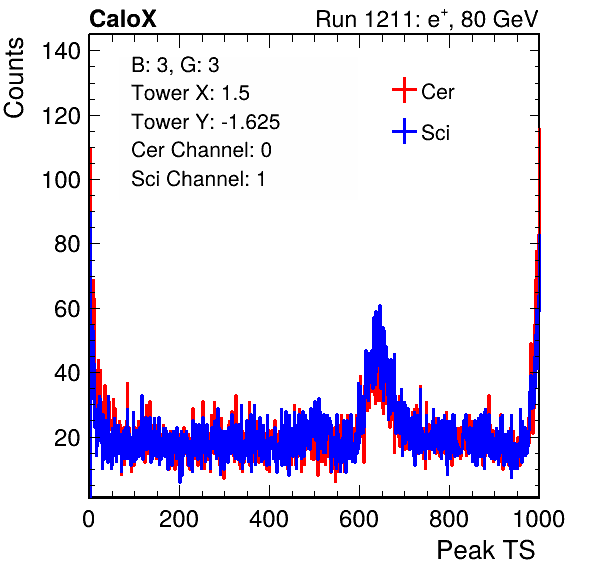 CaloX Run 1211: e⁺, 80 GeV
Counts
140
120
100
80
60
40
20
B: 3, G: 3
Tower X: 1.5
Tower Y: -1.625
Cer Channel: 0
Sci Channel: 1
Cer
Sci
0 200 400 600 800 1000
Peak TS